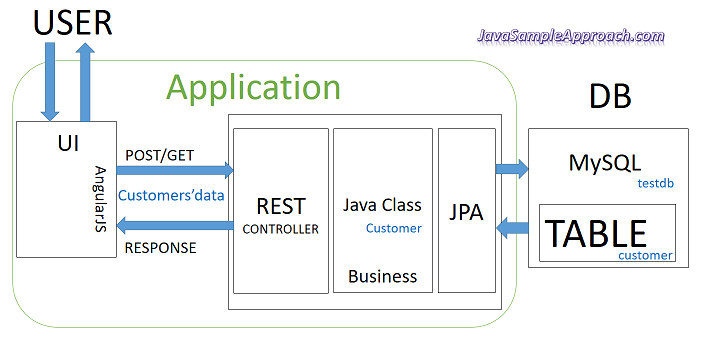 USER
JavaSampleApproach.com
Application
DB
UI
AngularJS
POST/GET
Customers'data
RESPONSE
REST
CONTROLLER
Java Class
Customer
Business
JPA
MySQL
testdb
TABLE
customer